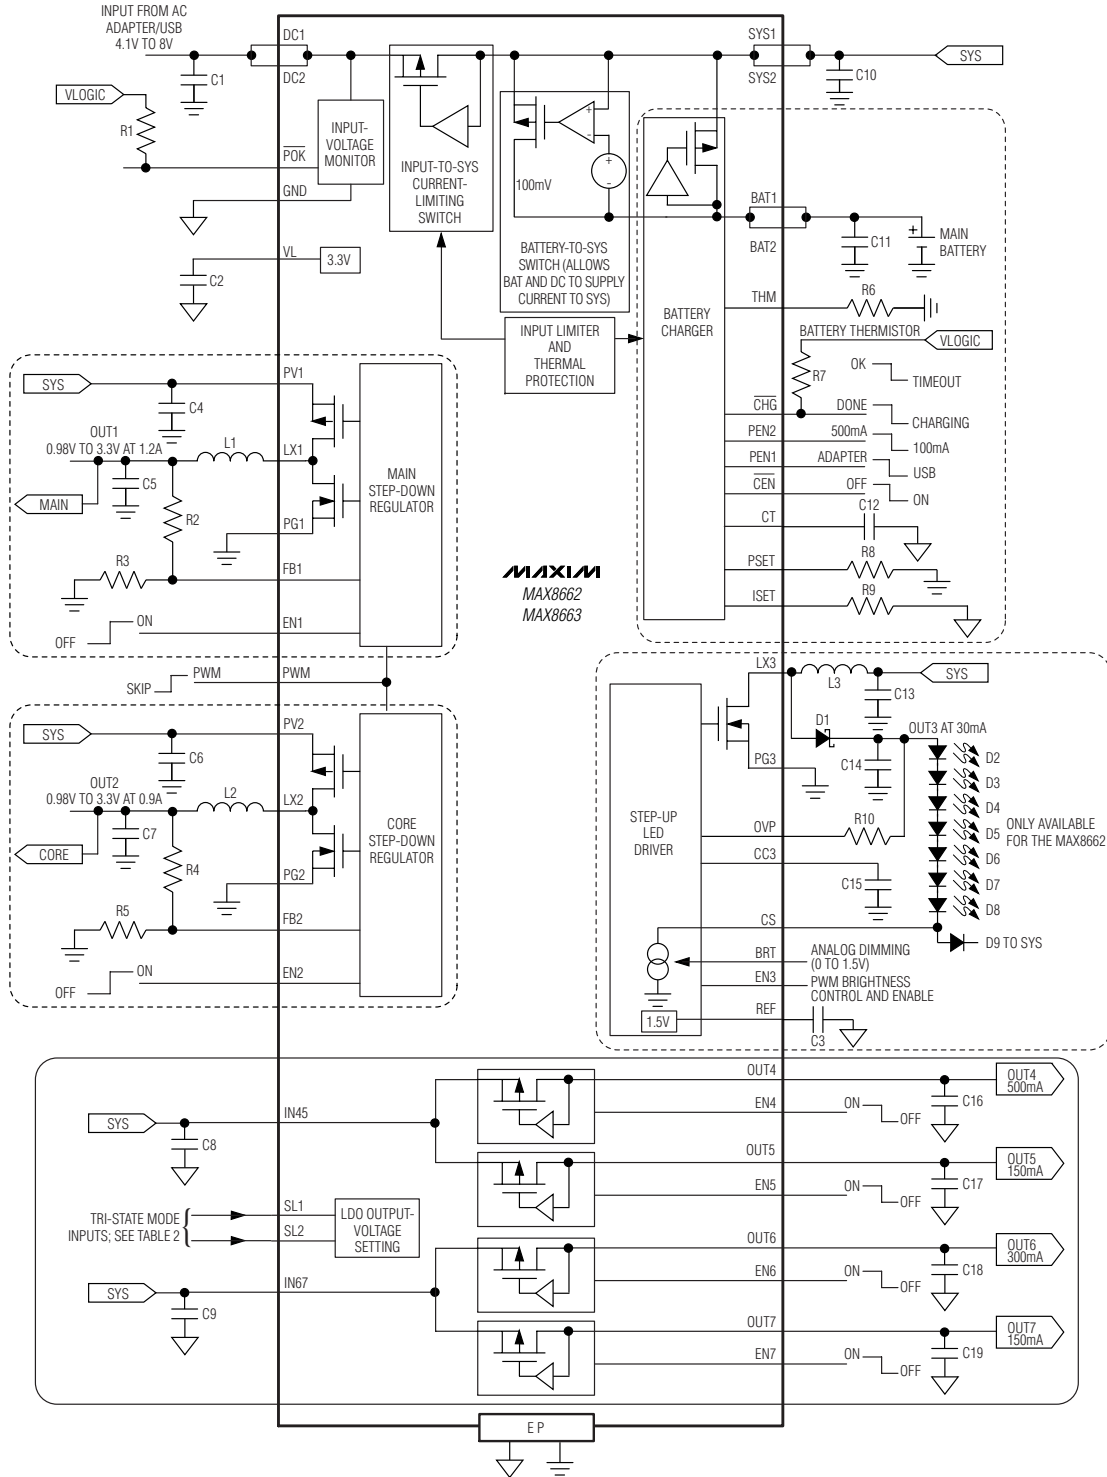 INPUT FROM AC
ADAPTER/USB
4.1V TO 8V
DC1
DC2
C1
VLOGIC
R1
POK
INPUT-
VOLTAGE
MONITOR
GND
INPUT-TO-SYS
CURRENT-
LIMITING
SWITCH
100mV
+
-
+
-
BATTERY-TO-SYS
SWITCH (ALLOWS
BAT AND DC TO SUPPLY
CURRENT TO SYS)
SYS1
SYS2
C10
SYS
BAT1
BAT2
C11
+
MAIN
BATTERY
VL
3.3V
C2
BATTERY
CHARGER
THM
R6
BATTERY THERMISTOR
VLOGIC
R7
INPUT LIMITER
AND
THERMAL
PROTECTION
OK
TIMEOUT
CHG
DONE
CHARGING
PEN2
500mA
100mA
PEN1
ADAPTER
USB
CEN
OFF
ON
CT
C12
PSET
R8
ISET
R9
SYS
PV1
C4
OUT1
0.98V TO 3.3V AT 1.2A
L1
LX1
C5
MAIN
R2
PG1
MAIN
STEP-DOWN
REGULATOR
R3
FB1
ON
OFF
EN1
MAXIM
MAX8662
MAX8663
SKIP
PWM
PWM
SYS
PV2
C6
OUT2
0.98V TO 3.3V AT 0.9A
L2
LX2
C7
CORE
R4
PG2
CORE
STEP-DOWN
REGULATOR
R5
FB2
ON
OFF
EN2
LX3
L3
SYS
C13
D1
OUT3 AT 30mA
PG3
C14
D2
D3
D4
D5
D6
D7
D8
ONLY AVAILABLE
FOR THE MAX8662
STEP-UP
LED
DRIVER
OVP
R10
CC3
C15
CS
D9 TO SYS
BRT
ANALOG DIMMING
(0 TO 1.5V)
EN3
PWM BRIGHTNESS
CONTROL AND ENABLE
REF
1.5V
C3
OUT4
OUT4
500mA
C16
EN4
ON
OFF
SYS
IN45
C8
OUT5
OUT5
150mA
C17
EN5
ON
OFF
TRI-STATE MODE
INPUTS; SEE TABLE 2
SL1
SL2
LDO OUTPUT-
VOLTAGE
SETTING
OUT6
OUT6
300mA
C18
EN6
ON
OFF
SYS
IN67
C9
OUT7
OUT7
150mA
C19
EN7
ON
OFF
EP